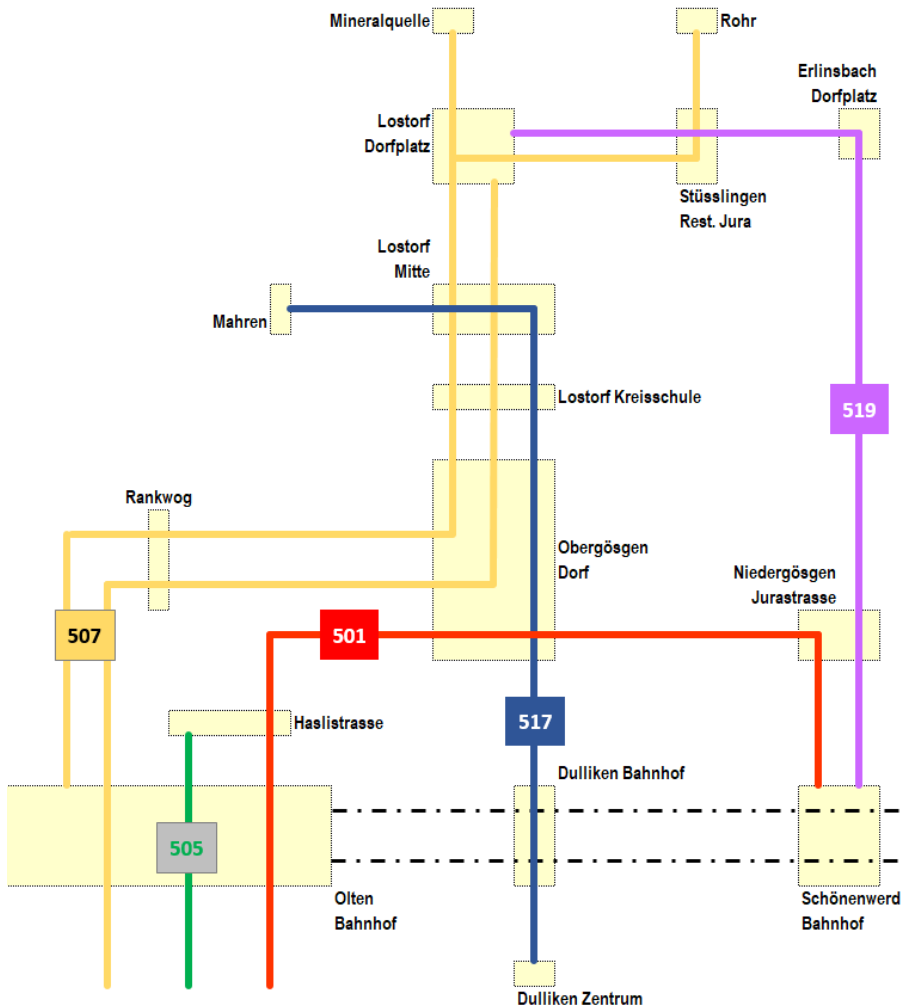 Mineralquelle
Rohr
Erlinsbach
Dorfplatz
Lostorf
Dorfplatz
Stüsslingen
Rest. Jura
Lostorf
Mitte
Mahren
Lostorf Kreisschule
519
Rankwog
Obergösgen
Dorf
Niedergösgen
Jurastrasse
507
501
Haslistrasse
517
Dulliken Bahnhof
505
Olten
Bahnhof
Schönenwerd
Bahnhof
Dulliken Zentrum